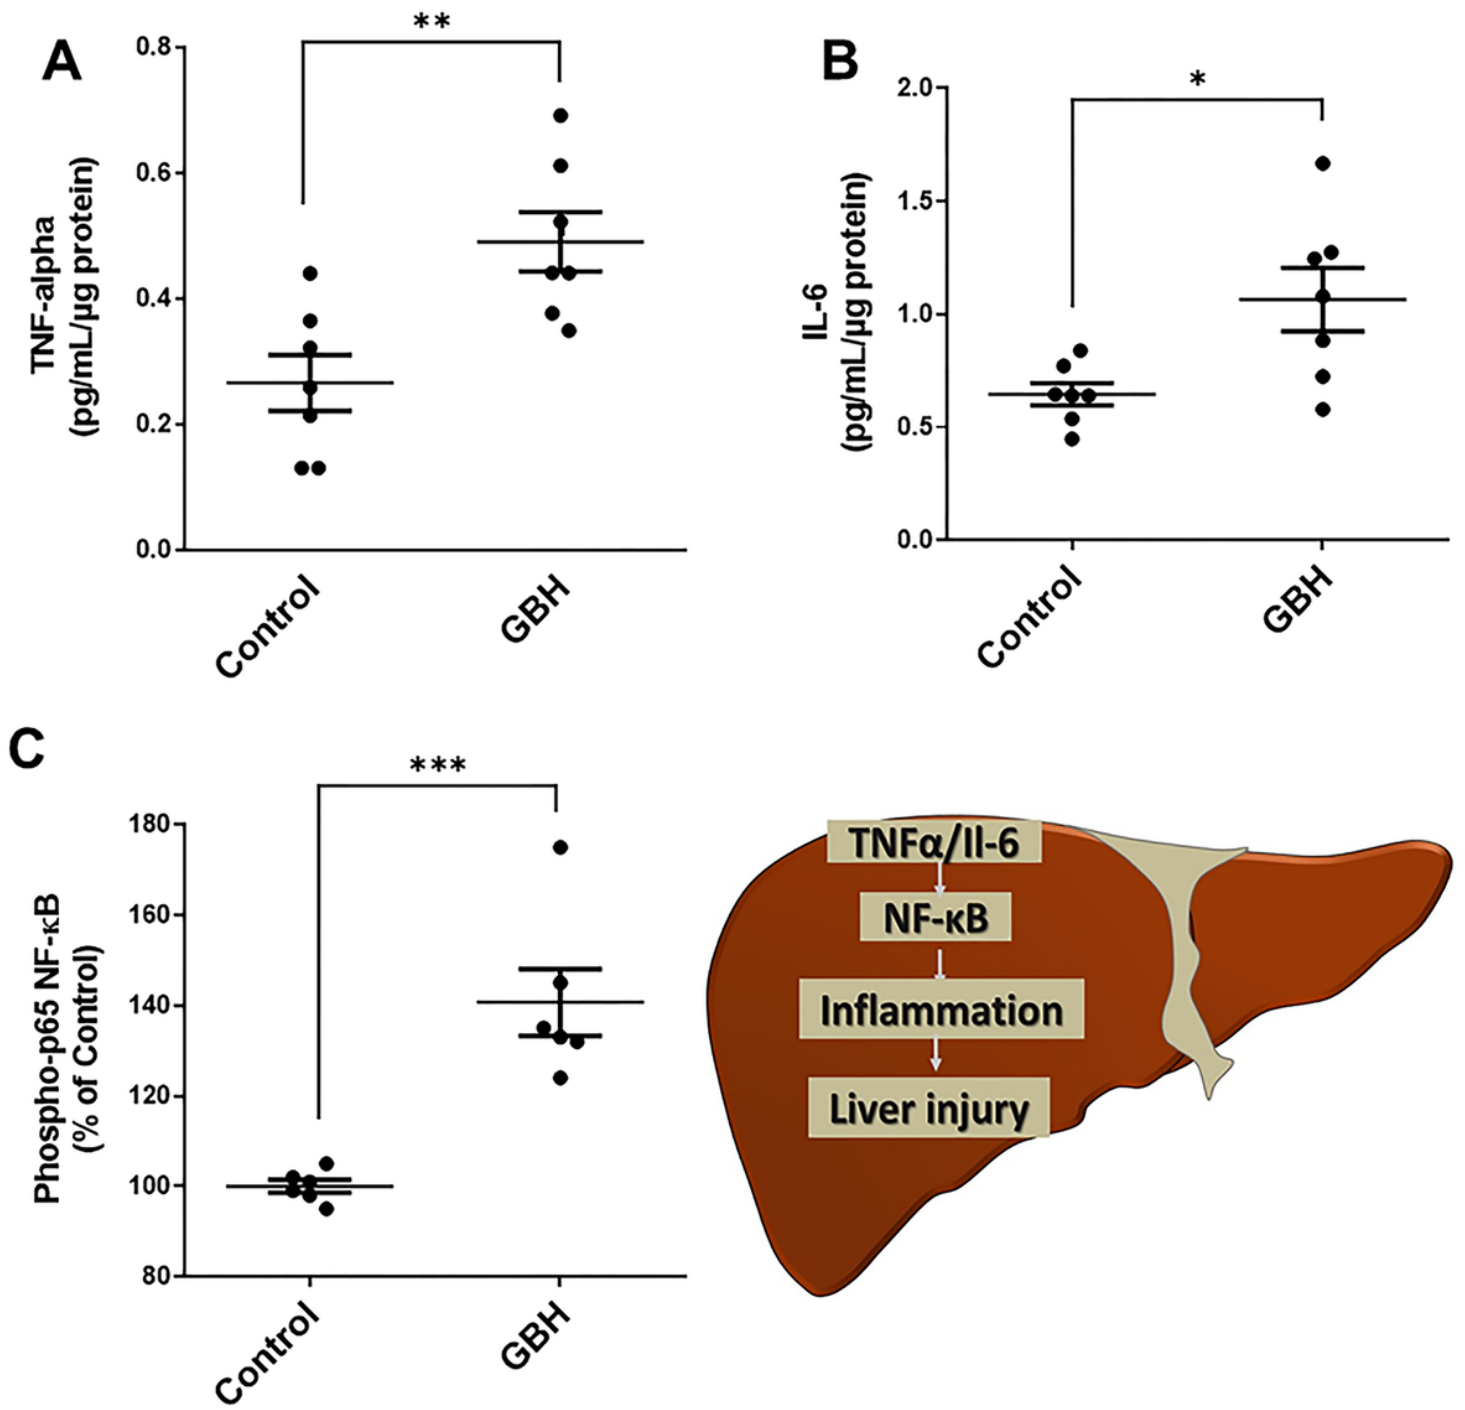 A
**
0.8
0.6
0.4
0.2
0.0
TNF-alpha
(pg/mL/µg protein)
Control
GBH
B
*
2.0
1.5
1.0
0.5
0.0
IL-6
(pg/mL/µg protein)
Control
GBH
C
***
180
160
140
120
100
80
Phospho-p65 NF-κB
(% of Control)
Control
GBH
TNFα/Il-6
NF-κB
Inflammation
Liver injury